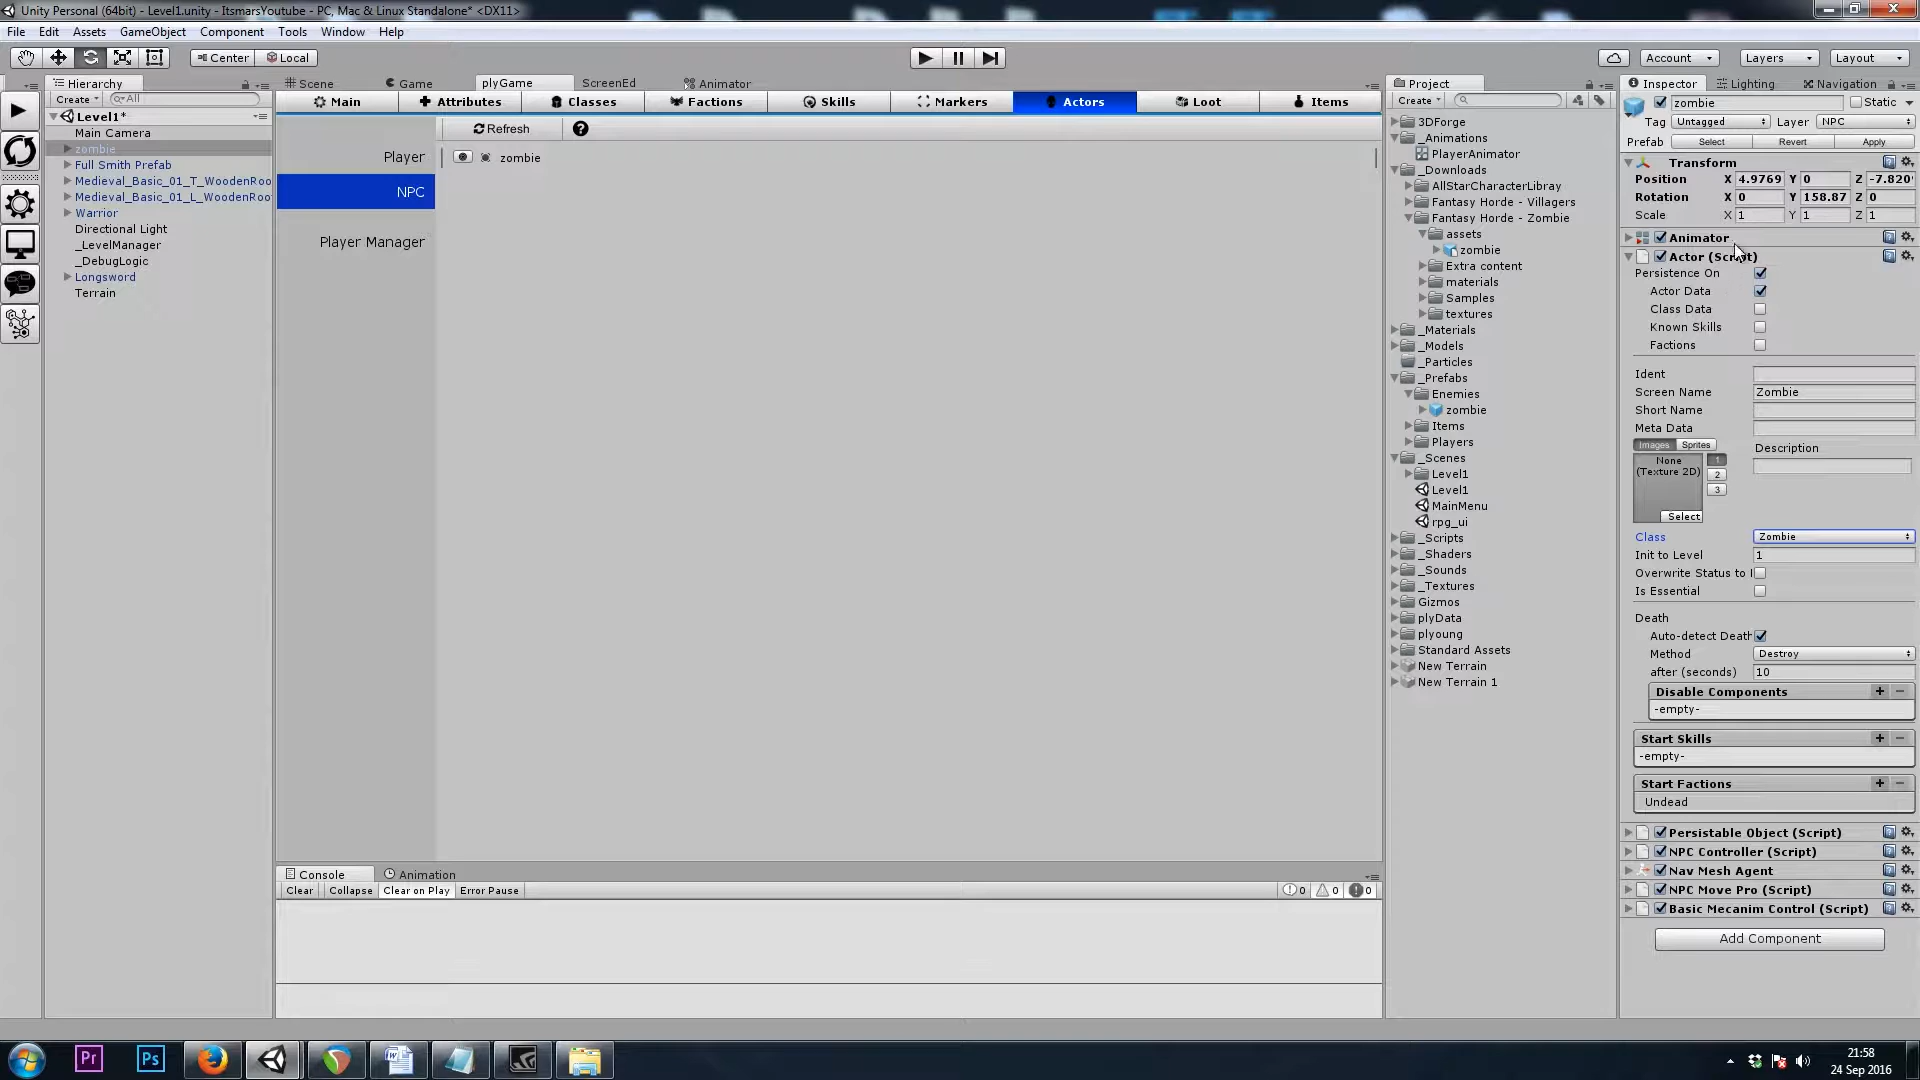 Unity Personal (64bit) - Level1.unity - ItsmarsYoutube - PC, Mac & Linux Standalone* <DX11>
File Edit Assets GameObject Component Tools Window Help
Center Local Account Layers Layout
Hierarchy Scene Game plyGame ScreenEd Animator Project Inspector Lighting Navigation
Create All
Level1*
Main Camera
zombie
Full Smith Prefab
Medieval_Basic_01_T_WoodenRoo
Medieval_Basic_01_L_WoodenRoo
Warrior
Directional Light
_LevelManager
_DebugLogic
Longsword
Terrain
Main Attributes Classes Factions Skills Markers Actors Loot Items
Refresh
Player
NPC
Player Manager
zombie
Console Animation
Clear Collapse Clear on Play Error Pause 0 0 0
Create
3DForge
_Animations
PlayerAnimator
_Downloads
AllStarCharacterLibray
Fantasy Horde - Villagers
Fantasy Horde - Zombie
assets
zombie
Extra content
materials
Samples
textures
_Materials
_Models
_Particles
_Prefabs
Enemies
zombie
Items
Players
_Scenes
Level1
Level1
MainMenu
rpg_ui
_Scripts
_Shaders
_Sounds
_Textures
Gizmos
plyData
plyoung
Standard Assets
New Terrain
New Terrain 1
zombie Static
Tag Untagged Layer NPC
Prefab Select Revert Apply
Transform
Position X 4.9769 Y 0 Z -7.820
Rotation X 0 Y 158.87 Z 0
Scale X 1 Y 1 Z 1
Animator
Actor (Script)
Persistence On
Actor Data
Class Data
Known Skills
Factions
Ident
Screen Name Zombie
Short Name
Meta Data
Images Sprites Description
None
(Texture 2D)
1
2
3
Select
Class Zombie
Init to Level 1
Overwrite Status to
Is Essential
Death
Auto-detect Death
Method Destroy
after (seconds) 10
Disable Components + −
-empty-
Start Skills + −
-empty-
Start Factions + −
Undead
Persistable Object (Script)
NPC Controller (Script)
Nav Mesh Agent
NPC Move Pro (Script)
Basic Mecanim Control (Script)
Add Component
Pr Ps
21:58
24 Sep 2016